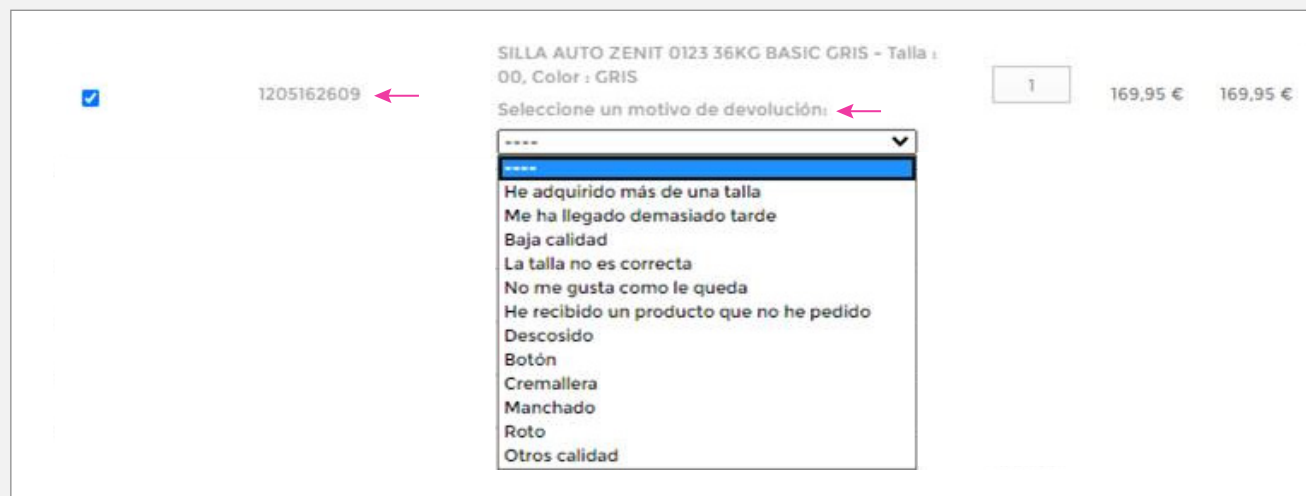 SILLA AUTO ZENIT 0123 36KG BASIC GRIS - Talla :
00, Color : GRIS
1205162609
Seleccione un motivo de devolución:
1
169,95 €
169,95 €
----
----
He adquirido más de una talla
Me ha llegado demasiado tarde
Baja calidad
La talla no es correcta
No me gusta como le queda
He recibido un producto que no he pedido
Descosido
Botón
Cremallera
Manchado
Roto
Otros calidad